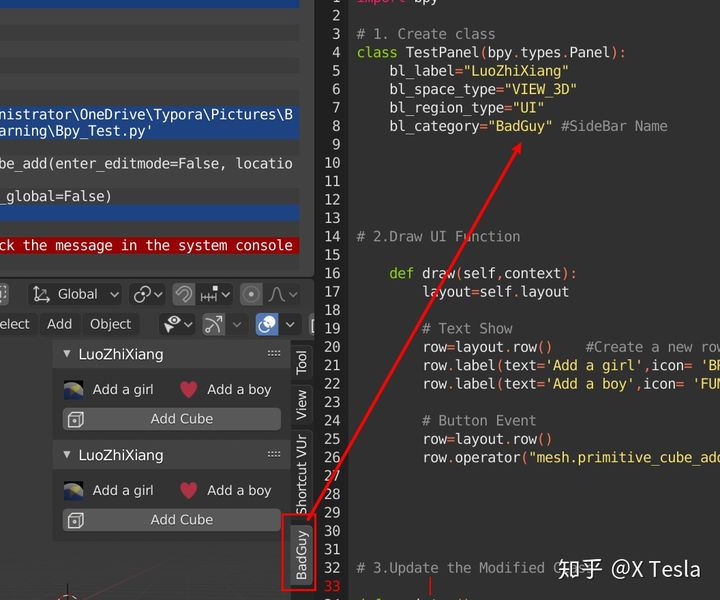 nistrator\OneDrive\Typora\Pictures\B
arning\Bpy_Test.py'
be_add(enter_editmode=False, locatio
_global=False)
ck the message in the system console
Global
elect Add Object
LuoZhiXiang
Add a girl Add a boy
Add Cube
LuoZhiXiang
Add a girl Add a boy
Add Cube
Tool
View
Shortcut VUr
BadGuy
import bpy
2
3 # 1. Create class
4 class TestPanel(bpy.types.Panel):
5 bl_label="LuoZhiXiang"
6 bl_space_type="VIEW_3D"
7 bl_region_type="UI"
8 bl_category="BadGuy" #SideBar Name
9
10
11
12
13
14 # 2.Draw UI Function
15
16 def draw(self,context):
17 layout=self.layout
18
19 # Text Show
20 row=layout.row() #Create a new row
21 row.label(text='Add a girl',icon= 'B
22 row.label(text='Add a boy',icon= 'FUN
23
24 # Button Event
25 row=layout.row()
26 row.operator("mesh.primitive_cube_add
27
28
29
30
31
32 # 3.Update the Modified
33
知乎 @X Tesla